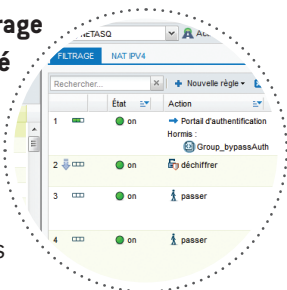 rage
é
ETASQ
FILTRAGE NAT IPV4
Rechercher... Nouvelle règle
État Action
1 on Portail d'authentification
Hormis :
Group_bypassAuth
2 on déchiffrer
3 on passer
s
4 on passer